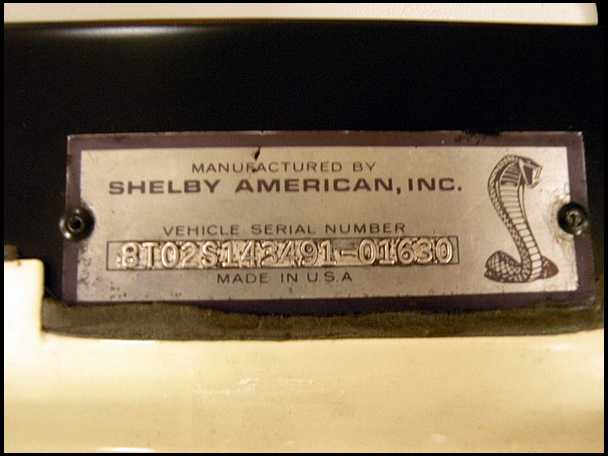 MANUFACTURED BY
SHELBY AMERICAN, INC.
VEHICLE SERIAL NUMBER
8T02S143491-01630
MADE IN U.S.A